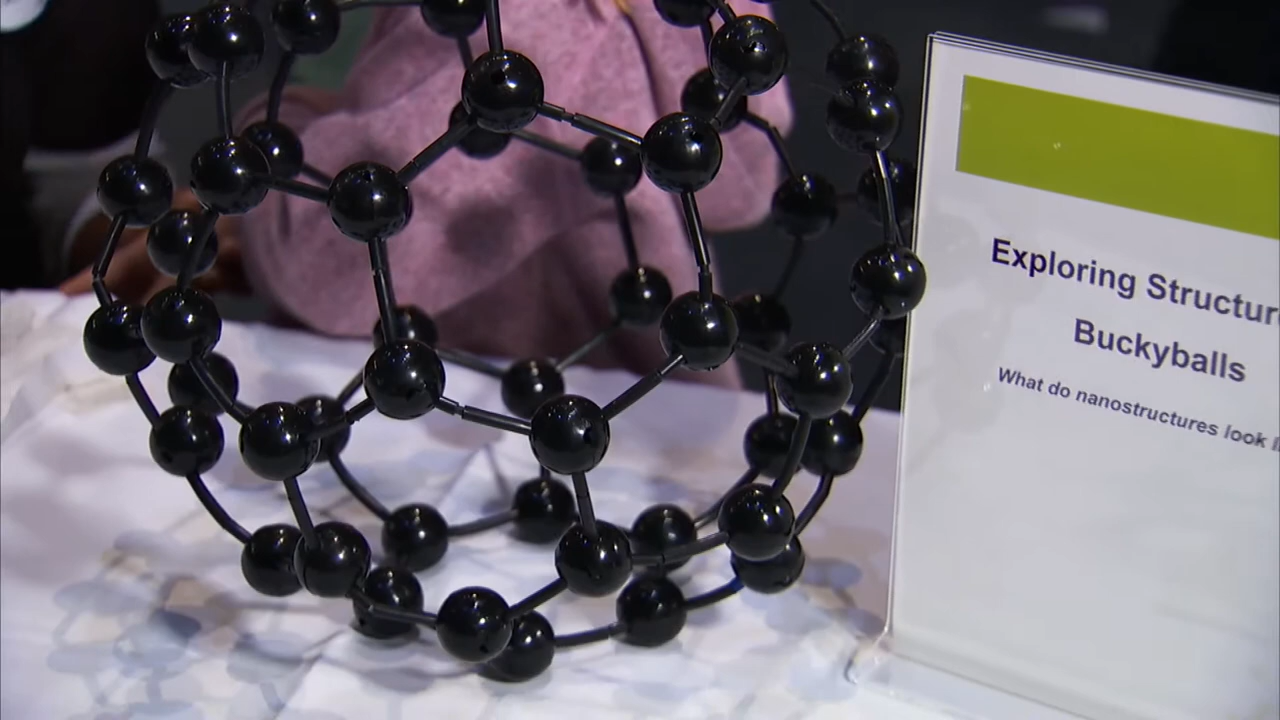 Exploring Structur
Buckyballs
What do nanostructures look l